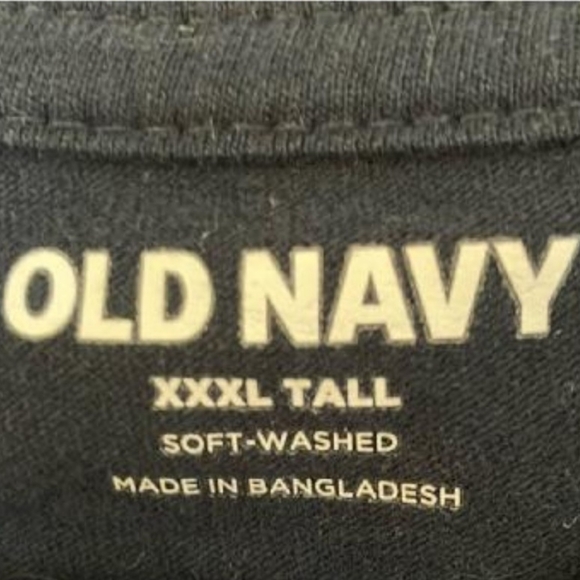 OLD NAVY
XXXL TALL
SOFT-WASHED
MADE IN BANGLADESH